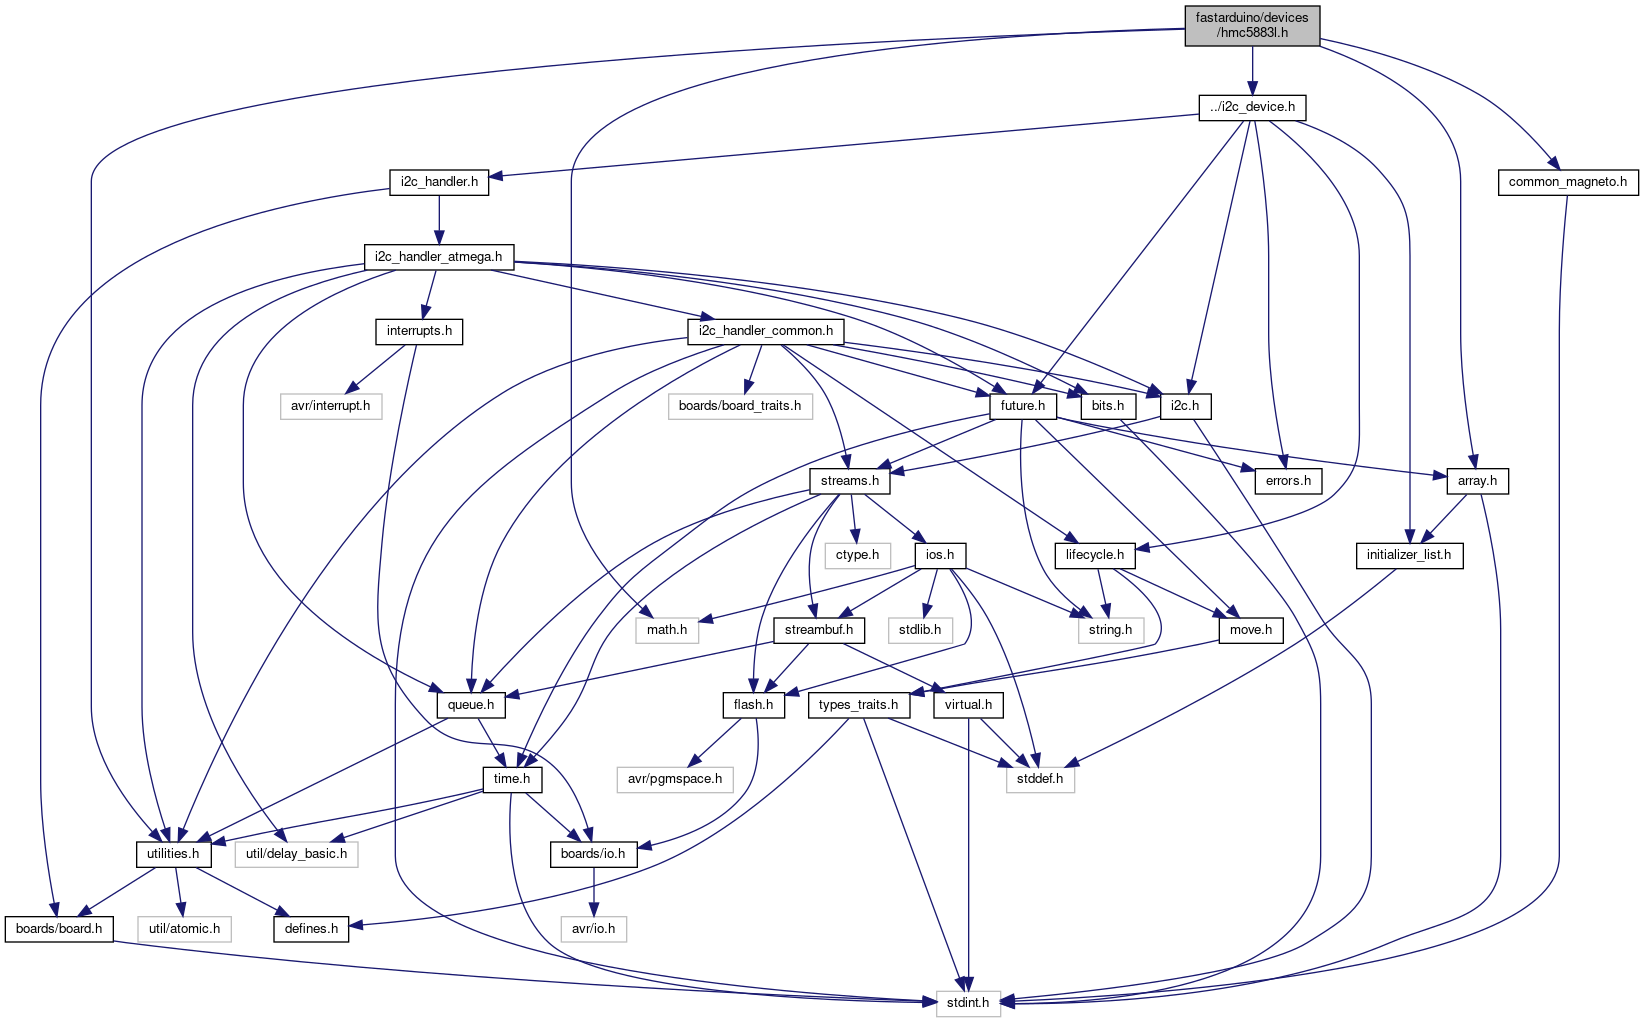 fastarduino/devices
/hmc5883l.h
../i2c_device.h
i2c_handler.h
common_magneto.h
i2c_handler_atmega.h
interrupts.h
i2c_handler_common.h
avr/interrupt.h
boards/board_traits.h
future.h
bits.h
i2c.h
streams.h
errors.h
array.h
ctype.h
ios.h
lifecycle.h
initializer_list.h
math.h
streambuf.h
stdlib.h
string.h
move.h
queue.h
flash.h
types_traits.h
virtual.h
time.h
avr/pgmspace.h
stddef.h
utilities.h
util/delay_basic.h
boards/io.h
boards/board.h
util/atomic.h
defines.h
avr/io.h
stdint.h